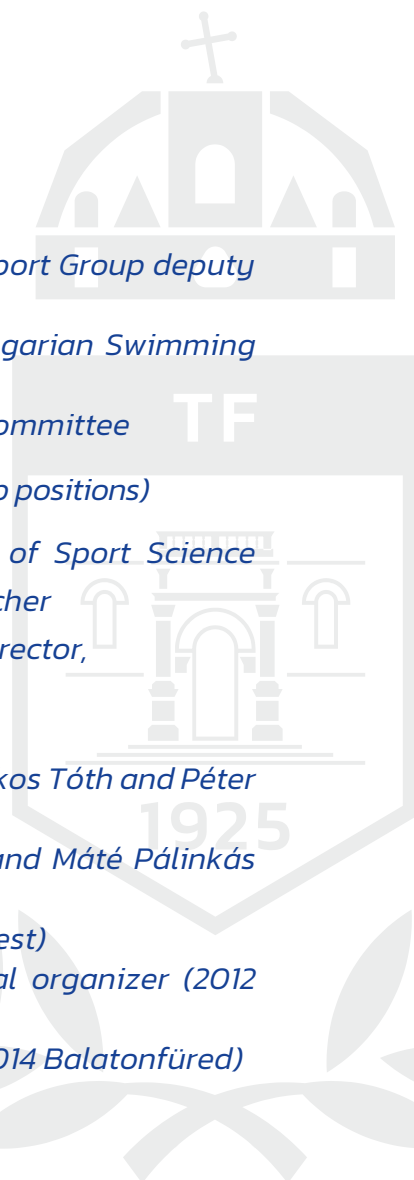 port Group deputy
garian Swimming
ommittee
p positions)
of Sport Science
cher
rector,
kos Tóth and Péter
and Máté Pálinkás
est)
al organizer (2012
014 Balatonfüred)
TF
1925